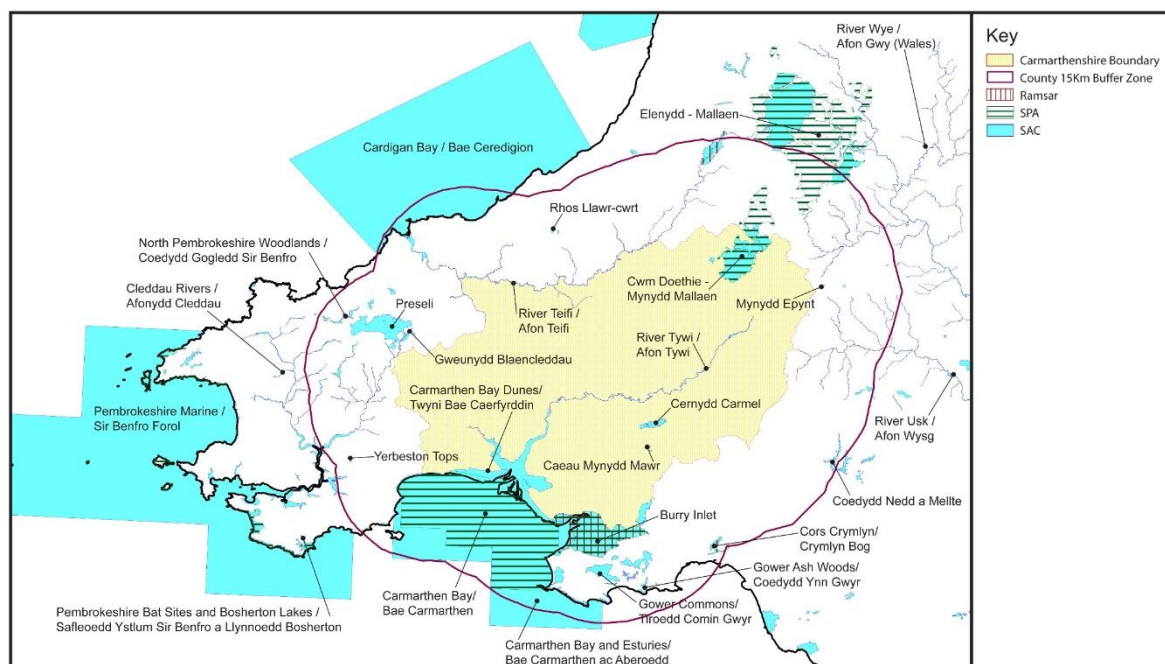 River Wye /
Afon Gwy (Wales)
Elenydd - Mallaen
Cardigan Bay / Bae Ceredigion
Rhos Llawr-cwrt
North Pembrokeshire Woodlands /
Coedydd Gogledd Sir Benfro
Cleddau Rivers /
Afonydd Cleddau
Preseli
River Teifi /
Afon Teifi
Cwm Doethie -
Mynydd Mallaen
Mynydd Epynt
Gweunydd Blaencleddau
River Tywi /
Afon Tywi
Carmarthen Bay Dunes/
Twyni Bae Caerfyrddin
Pembrokeshire Marine /
Sir Benfro Forol
Cernydd Carmel
River Usk /
Afon Wysg
Yerbeston Tops
Caeau Mynydd Mawr
Coedydd Nedd a Mellte
Burry Inlet
Cors Crymlyn/
Crymlyn Bog
Gower Ash Woods/
Coedydd Ynn Gwyr
Pembrokeshire Bat Sites and Bosherton Lakes /
Safleoedd Ystlum Sir Benfro a Llynnoedd Bosherton
Carmarthen Bay/
Bae Carmarthen
Gower Commons/
Tiroedd Comin Gwyr
Carmarthen Bay and Esturies/
Bae Carmarthen ac Aberoedd
Key
Carmarthenshire Boundary
County 15Km Buffer Zone
Ramsar
SPA
SAC